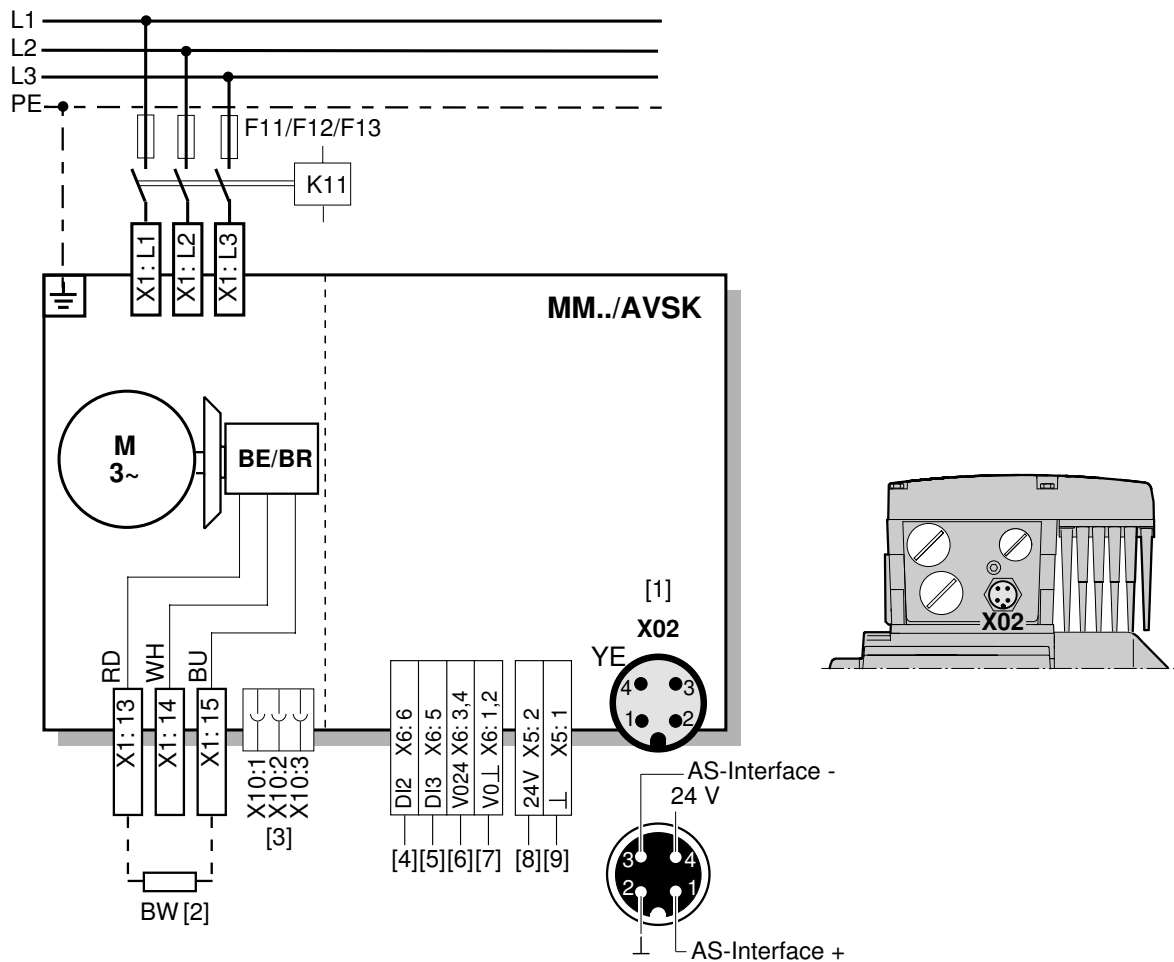 L1
L2
L3
PE
F11/F12/F13
K11
X1: L1
X1: L2
X1: L3
MM../AVSK
M
3~
BE/BR
[1]
X02
YE
4
3
1
2
X02
RD
WH
BU
X1: 13
X1: 14
X1: 15
X10:1
X10:2
X10:3
[3]
DI2 X6: 6
DI3 X6: 5
V024 X6: 3,4
V0⊥ X6: 1,2
24V X5: 2
⊥ X5: 1
[4][5][6][7] [8][9]
AS-Interface -
24 V
3
4
2
1
⊥
AS-Interface +
BW [2]